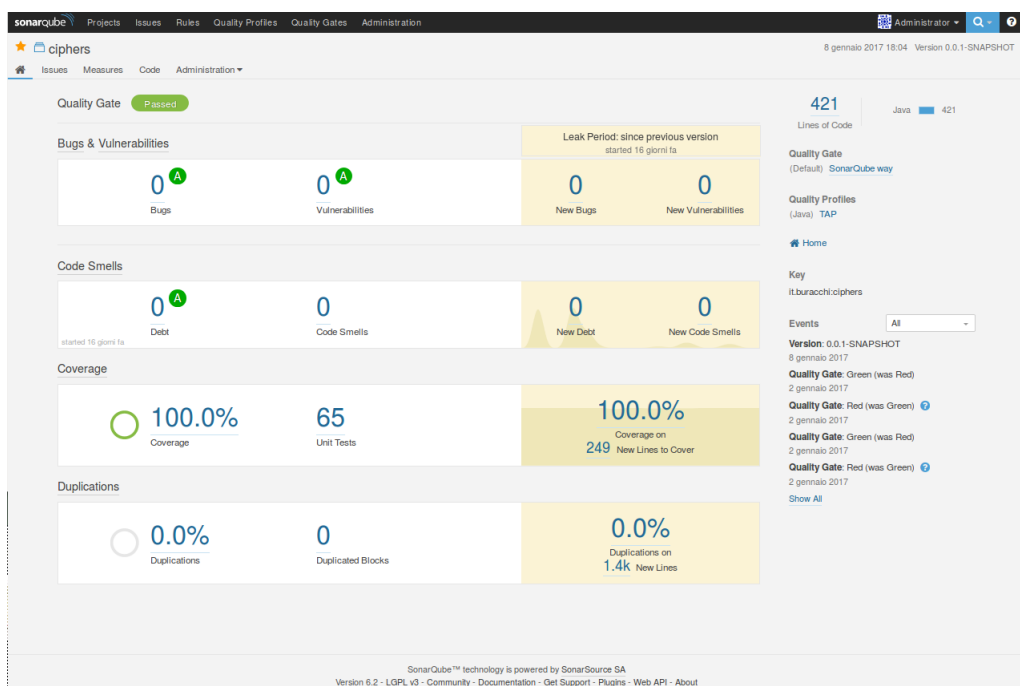 sonarqube Projects Issues Rules Quality Profiles Quality Gates Administration Administrator
ciphers
8 gennaio 2017 18:04 Version 0.0.1-SNAPSHOT
Issues Measures Code Administration
Quality Gate Passed
Bugs & Vulnerabilities
Leak Period: since previous version
started 16 giorni fa
0 A 0 A 0 0
Bugs Vulnerabilities New Bugs New Vulnerabilities
Code Smells
0 A 0 0 0
Debt Code Smells New Debt New Code Smells
started 16 giorni fa
Coverage
100.0% 65 100.0%
Coverage Unit Tests Coverage on
249 New Lines to Cover
Duplications
0.0% 0 0.0%
Duplications Duplicated Blocks Duplications on
1.4k New Lines
421 Java 421
Lines of Code
Quality Gate
(Default) SonarQube way
Quality Profiles
(Java) TAP
Home
Key
it.buracchi:ciphers
Events All
Version: 0.0.1-SNAPSHOT
8 gennaio 2017
Quality Gate: Green (was Red)
2 gennaio 2017
Quality Gate: Red (was Green) ?
2 gennaio 2017
Quality Gate: Green (was Red)
2 gennaio 2017
Quality Gate: Red (was Green) ?
2 gennaio 2017
Show All
SonarQube™ technology is powered by SonarSource SA
Version 6.2 - LGPL v3 - Community - Documentation - Get Support - Plugins - Web API - About